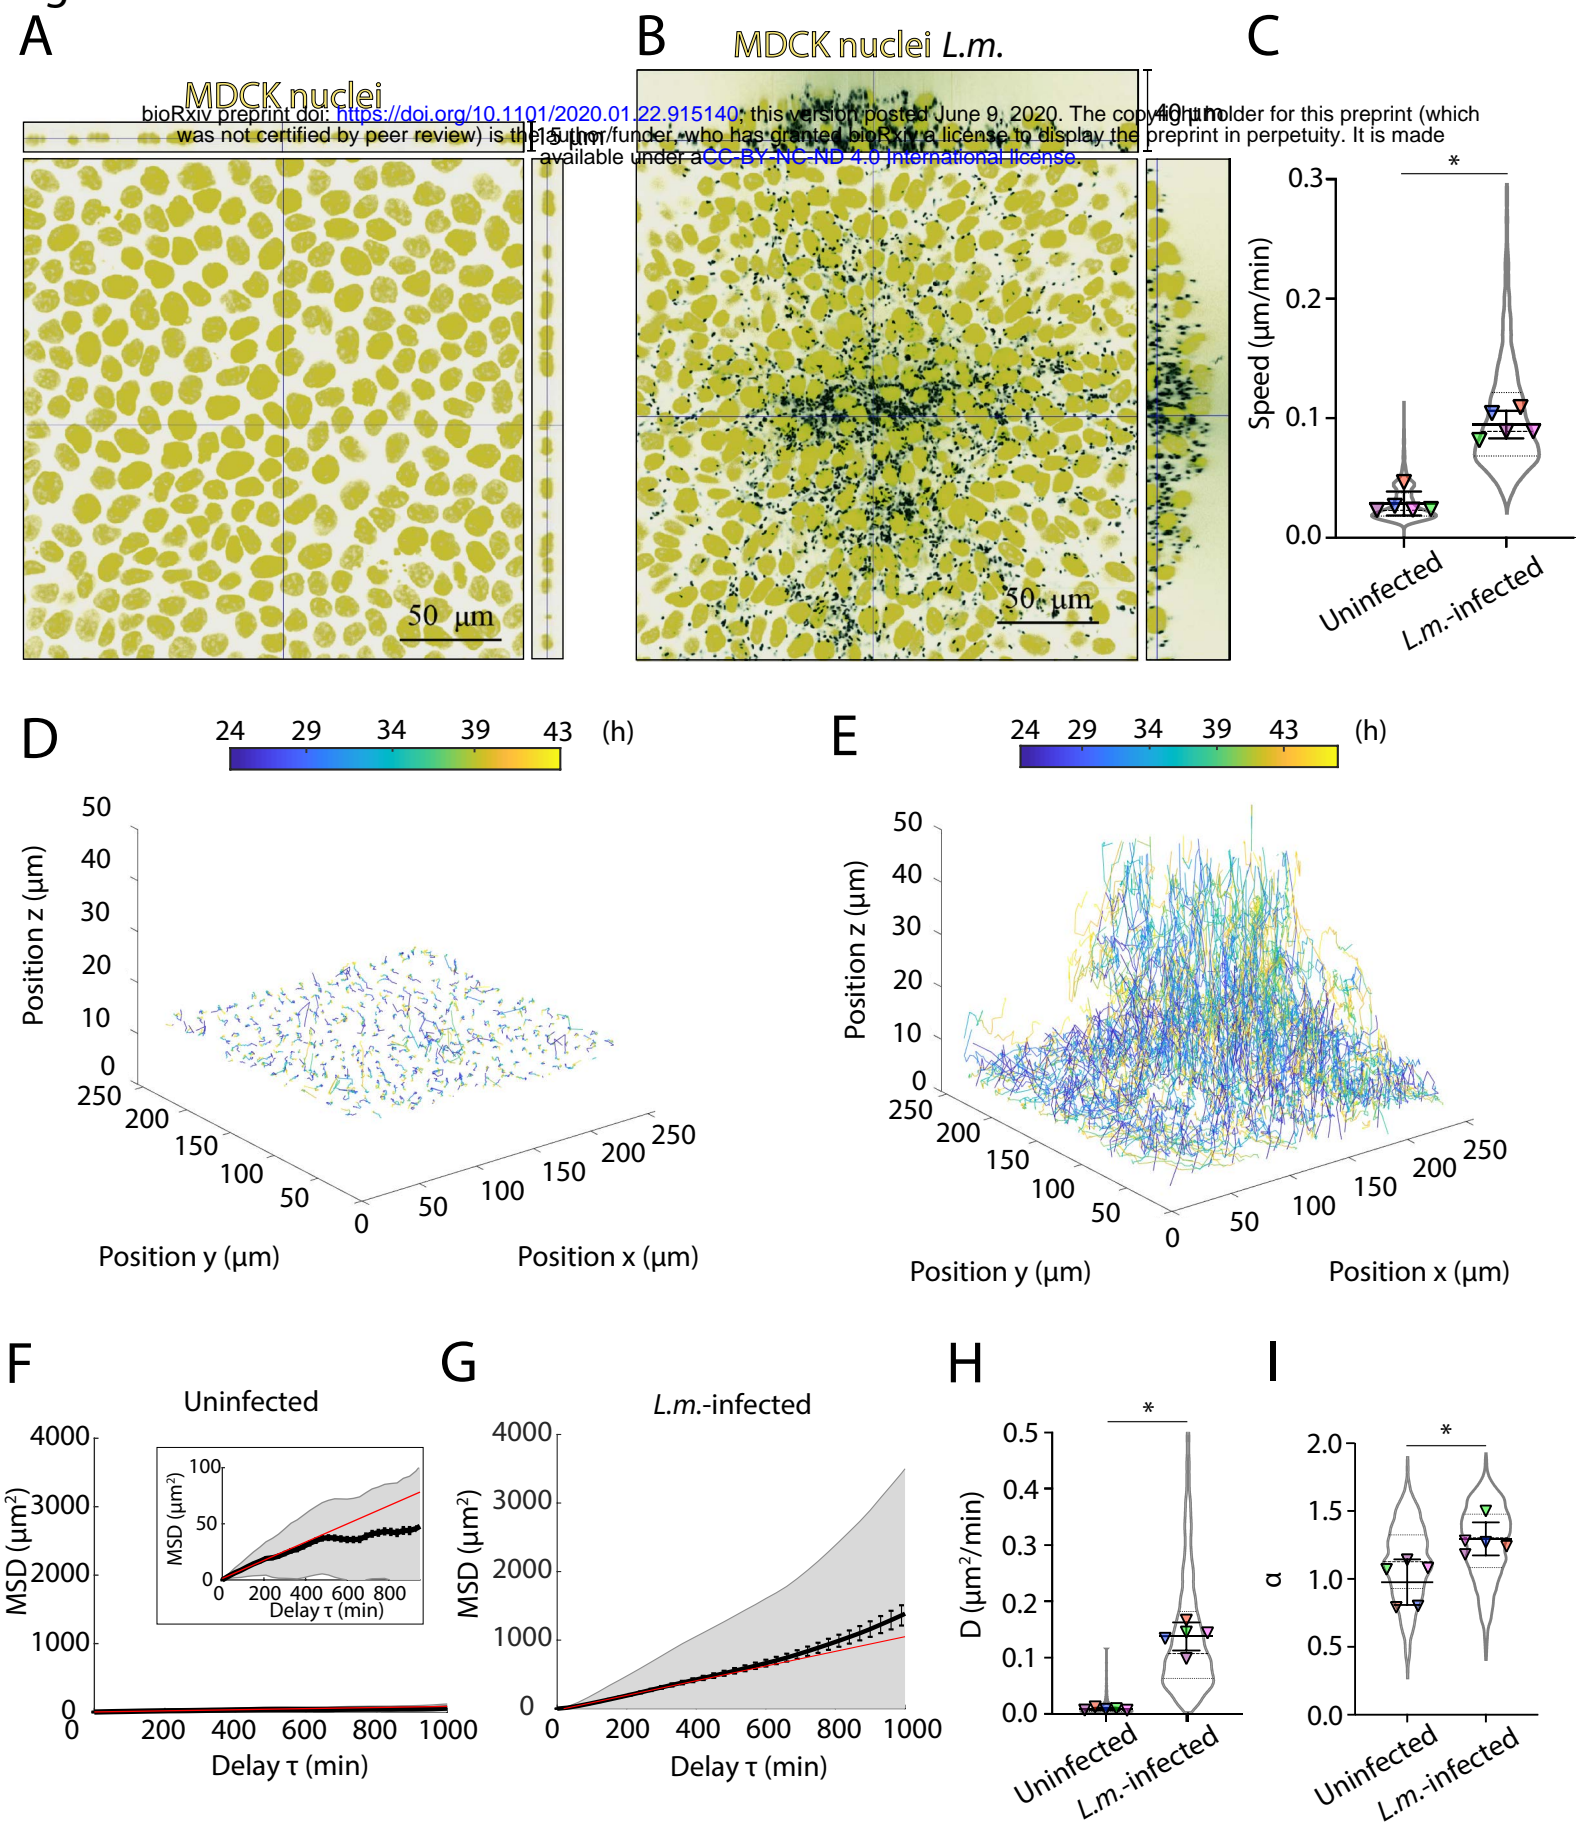 A
B
MDCK nuclei L.m.
C
MDCK nuclei
bioRxiv preprint doi: https://doi.org/10.1101/2020.01.22.915140; this version posted June 9, 2020. The copyright holder for this preprint (which
was not certified by peer review) is the author/funder, who has granted bioRxiv a license to display the preprint in perpetuity. It is made
available under aCC-BY-NC-ND 4.0 International license.
15 μm
40 μm
50 μm
50 μm
*
0.3
0.2
0.1
0.0
Speed (μm/min)
Uninfected
L.m.-infected
D
24 29 34 39 43 (h)
50
40
30
20
10
0
Position z (μm)
250
200
150
100
50
0
50
100
150
200
250
Position y (μm)
Position x (μm)
E
24 29 34 39 43 (h)
50
40
30
20
10
0
Position z (μm)
250
200
150
100
50
0
50
100
150
200
250
Position y (μm)
Position x (μm)
F
Uninfected
4000
3000
2000
1000
0
MSD (μm²)
0 200 400 600 800 1000
Delay τ (min)
100
50
0
MSD (μm²)
0 200 400 600 800
Delay τ (min)
G
L.m.-infected
4000
3000
2000
1000
0
MSD (μm²)
0 200 400 600 800 1000
Delay τ (min)
H
*
0.5
0.4
0.3
0.2
0.1
0.0
D (μm²/min)
Uninfected
L.m.-infected
I
*
2.0
1.5
1.0
0.5
0.0
α
Uninfected
L.m.-infected